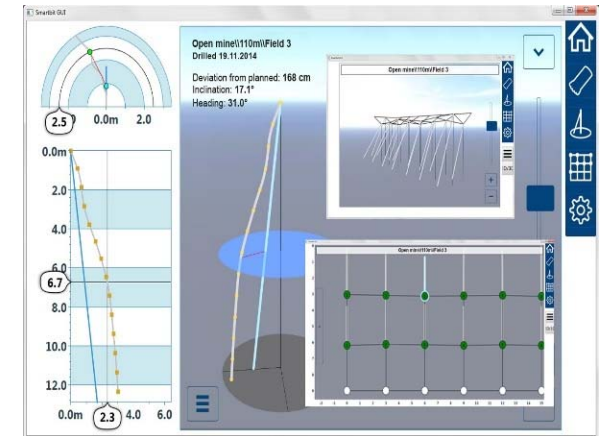 Smartbit GUI
Open mine\\110m\\Field 3
Drilled 19.11.2014
Deviation from planned: 168 cm
Inclination: 17.1°
Heading: 31.0°
2.5
0.0m
2.0
0.0m
2.0
4.0
6.0
6.7
8.0
10.0
12.0
0.0m
2.3
4.0
6.0
Open mine\\110m\\Field 3
Open mine\\110m\\Field 3